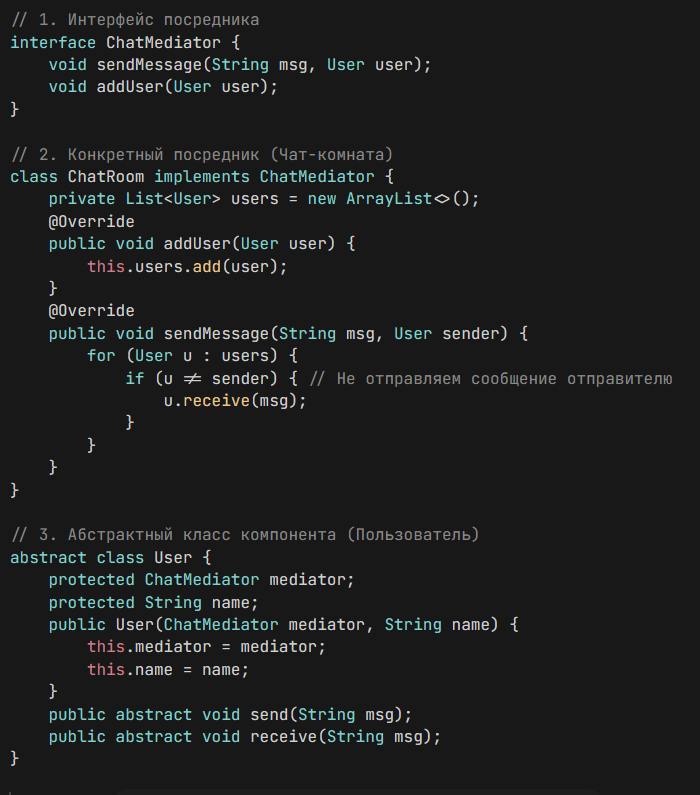 // 1. Интерфейс посредника
interface ChatMediator {
    void sendMessage(String msg, User user);
    void addUser(User user);
}

// 2. Конкретный посредник (Чат-комната)
class ChatRoom implements ChatMediator {
    private List<User> users = new ArrayList<>();
    @Override
    public void addUser(User user) {
        this.users.add(user);
    }
    @Override
    public void sendMessage(String msg, User sender) {
        for (User u : users) {
            if (u != sender) { // Не отправляем сообщение отправителю
                u.receive(msg);
            }
        }
    }
}

// 3. Абстрактный класс компонента (Пользователь)
abstract class User {
    protected ChatMediator mediator;
    protected String name;
    public User(ChatMediator mediator, String name) {
        this.mediator = mediator;
        this.name = name;
    }
    public abstract void send(String msg);
    public abstract void receive(String msg);
}